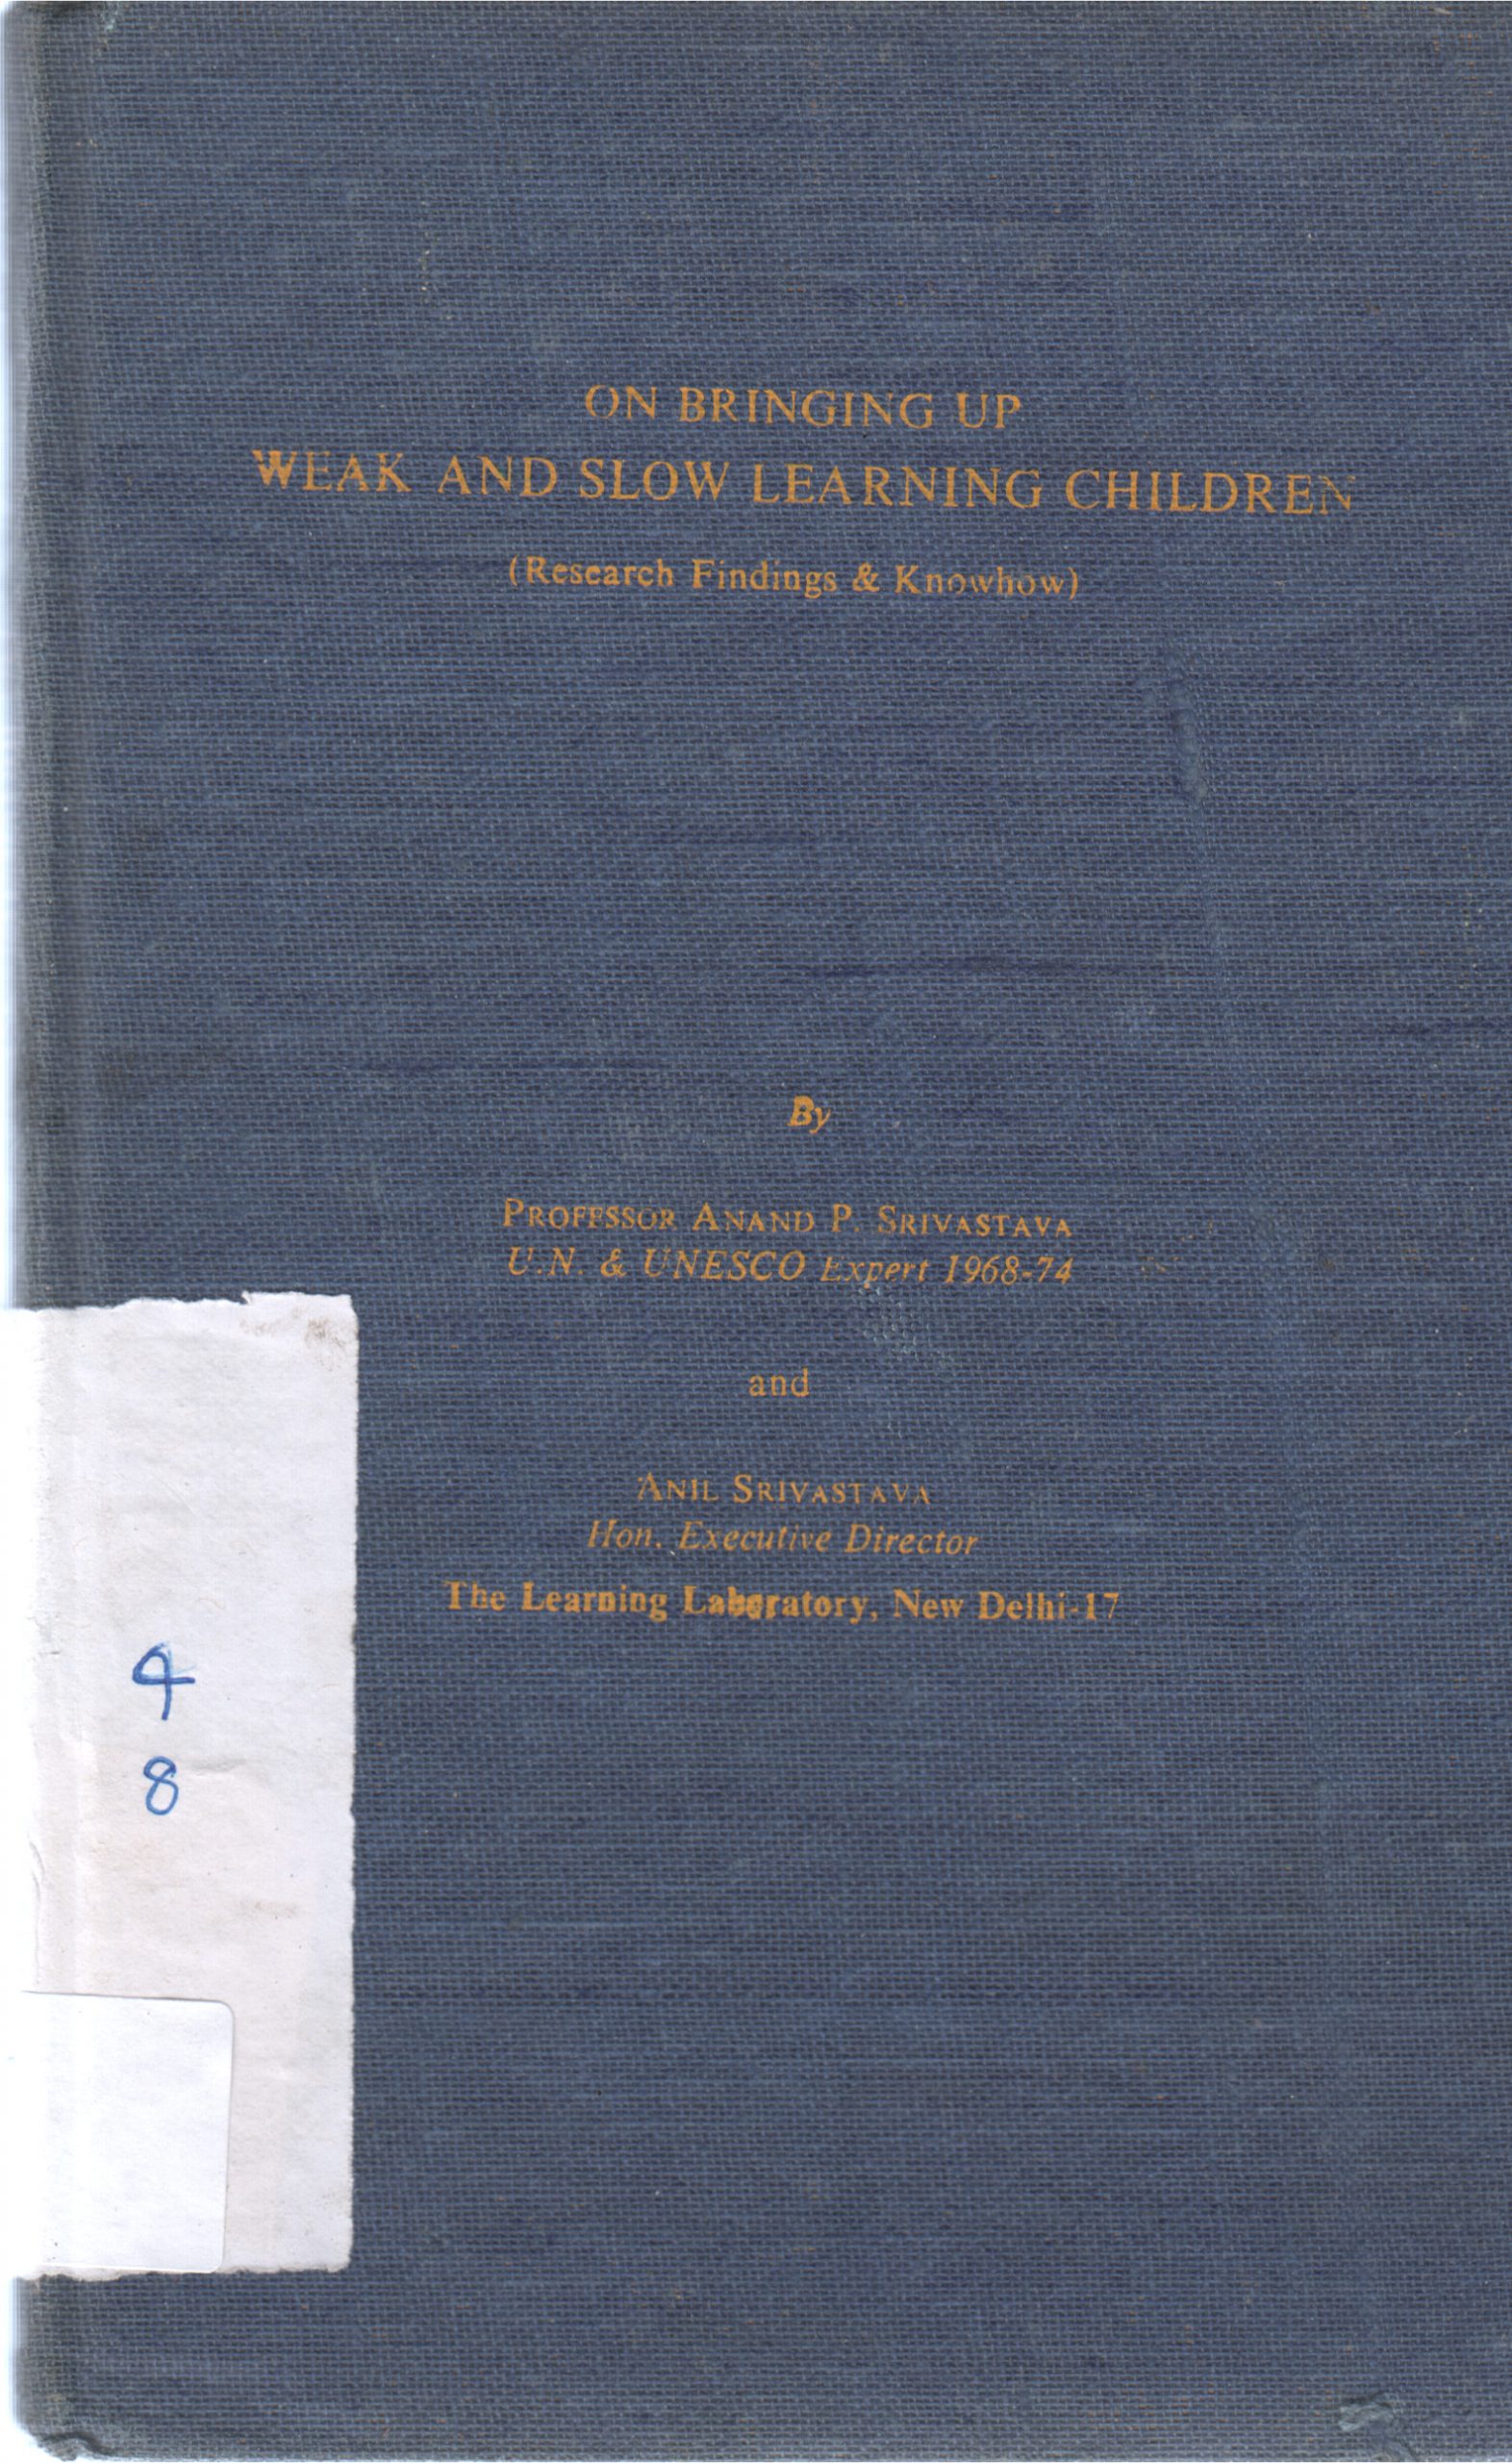 ON BRINGING UP
WEAK AND SLOW LEARNING CHILDREN
(Research Findings & Knowhow)
By
PROFESSOR ANAND P. SRIVASTAVA
U.N. & UNESCO Expert 1968-74
and
ANIL SRIVASTAVA
Hon. Executive Director
The Learning Laboratory, New Delhi-17
4
8